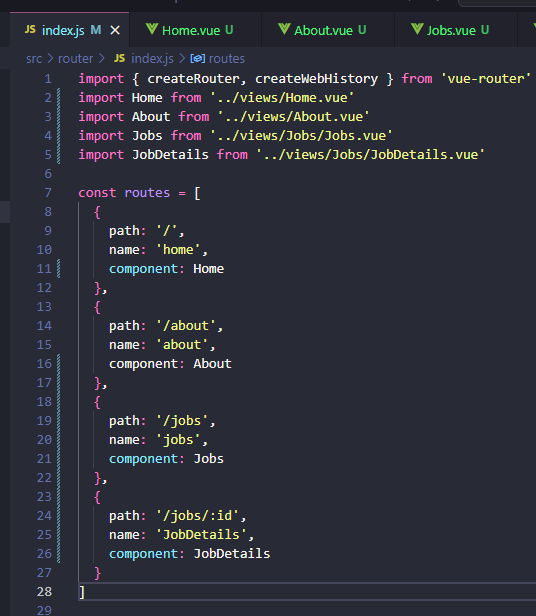 JS index.js M X Home.vue U About.vue U Jobs.vue U
src > router > JS index.js > routes
1 import { createRouter, createWebHistory } from 'vue-router'
2 import Home from '../views/Home.vue'
3 import About from '../views/About.vue'
4 import Jobs from '../views/Jobs/Jobs.vue'
5 import JobDetails from '../views/Jobs/JobDetails.vue'
6
7 const routes = [
8   {
9     path: '/',
10     name: 'home',
11     component: Home
12   },
13   {
14     path: '/about',
15     name: 'about',
16     component: About
17   },
18   {
19     path: '/jobs',
20     name: 'jobs',
21     component: Jobs
22   },
23   {
24     path: '/jobs/:id',
25     name: 'JobDetails',
26     component: JobDetails
27   }
28 ]
29